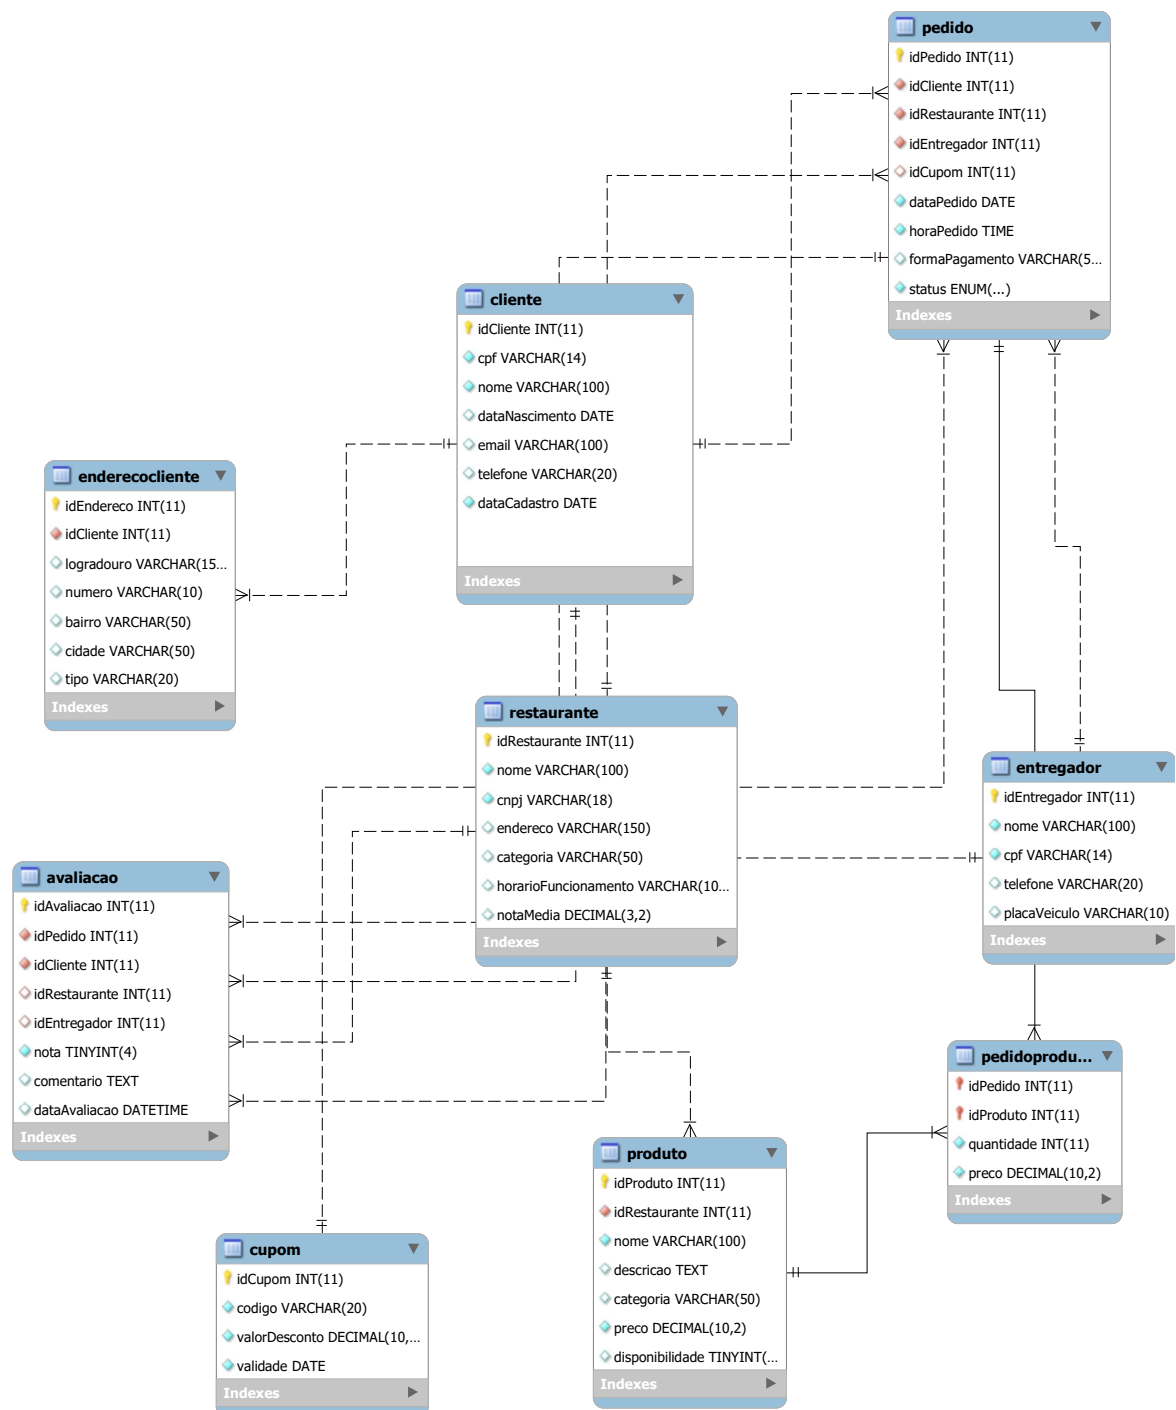 pedido
idPedido INT(11)
idCliente INT(11)
idRestaurante INT(11)
idEntregador INT(11)
idCupom INT(11)
dataPedido DATE
horaPedido TIME
formaPagamento VARCHAR(5...
status ENUM(...)
Indexes
cliente
idCliente INT(11)
cpf VARCHAR(14)
nome VARCHAR(100)
dataNascimento DATE
email VARCHAR(100)
telefone VARCHAR(20)
dataCadastro DATE
Indexes
enderecocliente
idEndereco INT(11)
idCliente INT(11)
logradouro VARCHAR(15...
numero VARCHAR(10)
bairro VARCHAR(50)
cidade VARCHAR(50)
tipo VARCHAR(20)
Indexes
restaurante
idRestaurante INT(11)
nome VARCHAR(100)
cnpj VARCHAR(18)
endereco VARCHAR(150)
categoria VARCHAR(50)
horarioFuncionamento VARCHAR(10...
notaMedia DECIMAL(3,2)
Indexes
entregador
idEntregador INT(11)
nome VARCHAR(100)
cpf VARCHAR(14)
telefone VARCHAR(20)
placaVeiculo VARCHAR(10)
Indexes
avaliacao
idAvaliacao INT(11)
idPedido INT(11)
idCliente INT(11)
idRestaurante INT(11)
idEntregador INT(11)
nota TINYINT(4)
comentario TEXT
dataAvaliacao DATETIME
Indexes
pedidoprodu...
idPedido INT(11)
idProduto INT(11)
quantidade INT(11)
preco DECIMAL(10,2)
Indexes
produto
idProduto INT(11)
idRestaurante INT(11)
nome VARCHAR(100)
descricao TEXT
categoria VARCHAR(50)
preco DECIMAL(10,2)
disponibilidade TINYINT(...
Indexes
cupom
idCupom INT(11)
codigo VARCHAR(20)
valorDesconto DECIMAL(10,...
validade DATE
Indexes